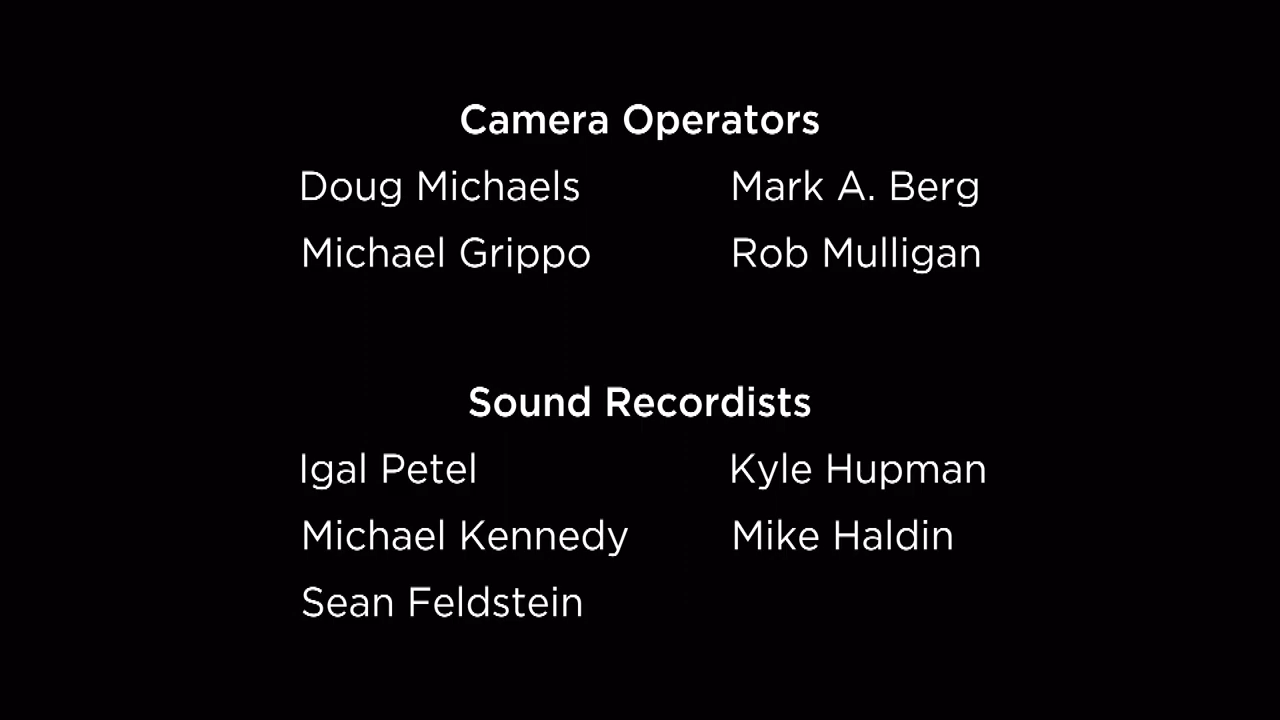 Camera Operators
Doug Michaels Mark A. Berg
Michael Grippo Rob Mulligan
Sound Recordists
Igal Petel Kyle Hupman
Michael Kennedy Mike Haldin
Sean Feldstein